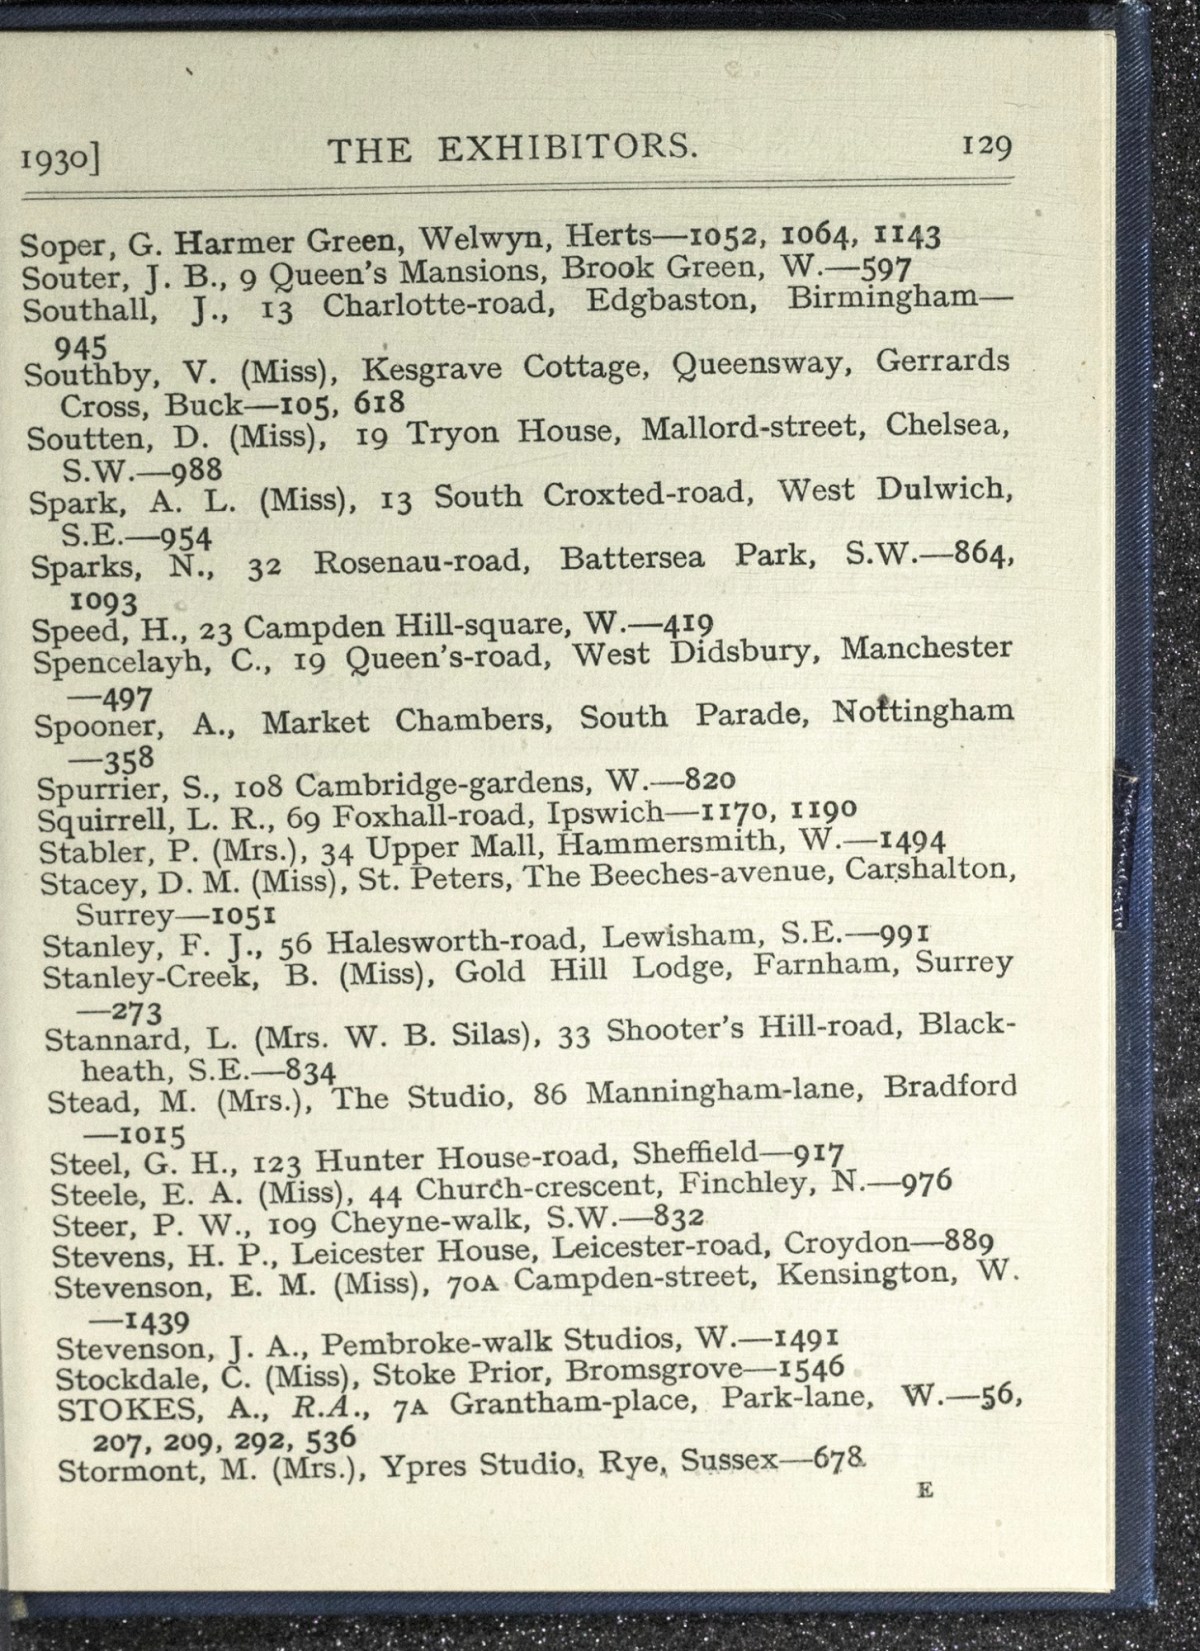 1930] THE EXHIBITORS. 129
Soper, G. Harmer Green, Welwyn, Herts—1052, 1064, 1143
Souter, J. B., 9 Queen's Mansions, Brook Green, W.—597
Southall, J., 13 Charlotte-road, Edgbaston, Birmingham—
945
Southby, V. (Miss), Kesgrave Cottage, Queensway, Gerrards
Cross, Buck—105, 618
Soutten, D. (Miss), 19 Tryon House, Mallord-street, Chelsea,
S.W.—988
Spark, A. L. (Miss), 13 South Croxted-road, West Dulwich,
S.E.—954
Sparks, N., 32 Rosenau-road, Battersea Park, S.W.—864,
1093
Speed, H., 23 Campden Hill-square, W.—419
Spencelayh, C., 19 Queen's-road, West Didsbury, Manchester
—497
Spooner, A., Market Chambers, South Parade, Nottingham
—358
Spurrier, S., 108 Cambridge-gardens, W.—820
Squirrell, L. R., 69 Foxhall-road, Ipswich—1170, 1190
Stabler, P. (Mrs.), 34 Upper Mall, Hammersmith, W.—1494
Stacey, D. M. (Miss), St. Peters, The Beeches-avenue, Carshalton,
Surrey—1051
Stanley, F. J., 56 Halesworth-road, Lewisham, S.E.—991
Stanley-Creek, B. (Miss), Gold Hill Lodge, Farnham, Surrey
—273
Stannard, L. (Mrs. W. B. Silas), 33 Shooter's Hill-road, Black-
heath, S.E.—834
Stead, M. (Mrs.), The Studio, 86 Manningham-lane, Bradford
—1015
Steel, G. H., 123 Hunter House-road, Sheffield—917
Steele, E. A. (Miss), 44 Church-crescent, Finchley, N.—976
Steer, P. W., 109 Cheyne-walk, S.W.—832
Stevens, H. P., Leicester House, Leicester-road, Croydon—889
Stevenson, E. M. (Miss), 70A Campden-street, Kensington, W.
—1439
Stevenson, J. A., Pembroke-walk Studios, W.—1491
Stockdale, C. (Miss), Stoke Prior, Bromsgrove—1546
STOKES, A., R.A., 7A Grantham-place, Park-lane, W.—56,
207, 209, 292, 536
Stormont, M. (Mrs.), Ypres Studio, Rye, Sussex—678
E